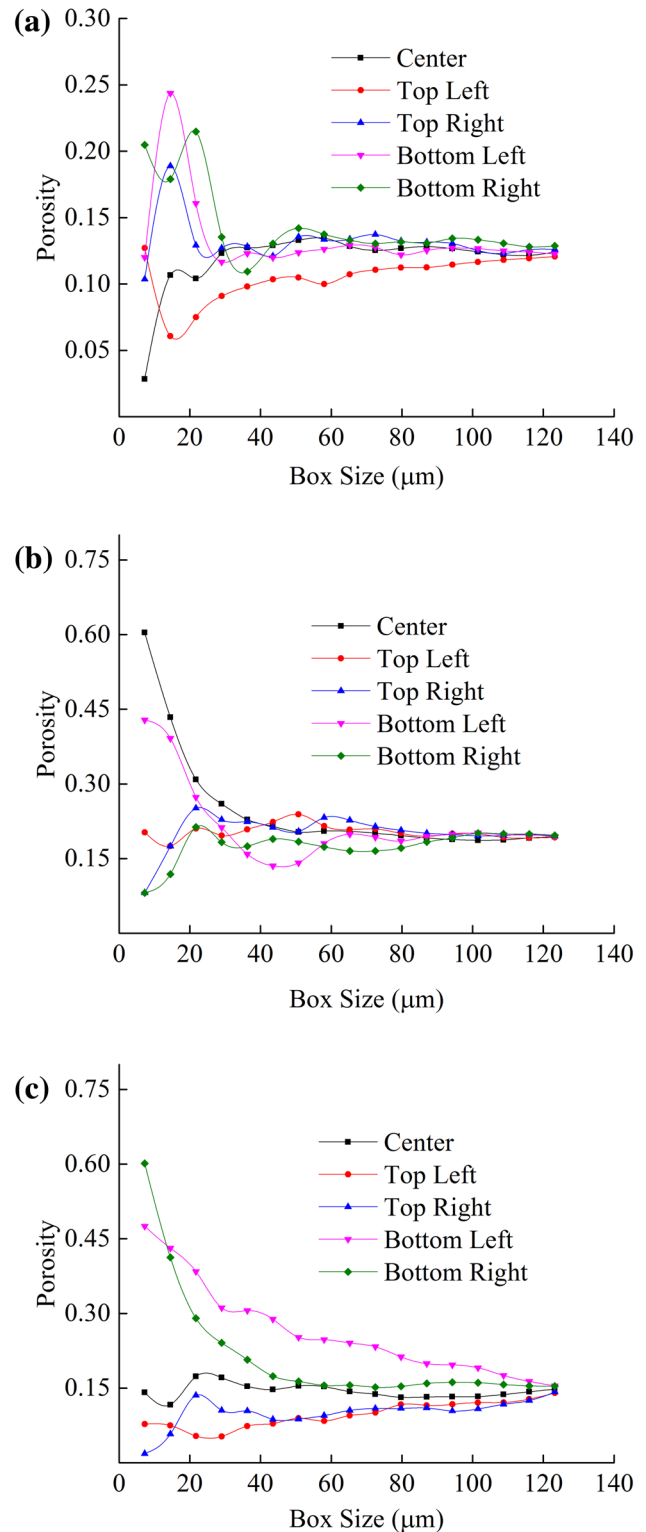 (a)
0.30
0.25
0.20
0.15
0.10
0.05
Porosity
Center
Top Left
Top Right
Bottom Left
Bottom Right
0 20 40 60 80 100 120 140
Box Size (μm)
(b)
0.75
0.60
0.45
0.30
0.15
Porosity
Center
Top Left
Top Right
Bottom Left
Bottom Right
0 20 40 60 80 100 120 140
Box Size (μm)
(c)
0.75
0.60
0.45
0.30
0.15
Porosity
Center
Top Left
Top Right
Bottom Left
Bottom Right
0 20 40 60 80 100 120 140
Box Size (μm)